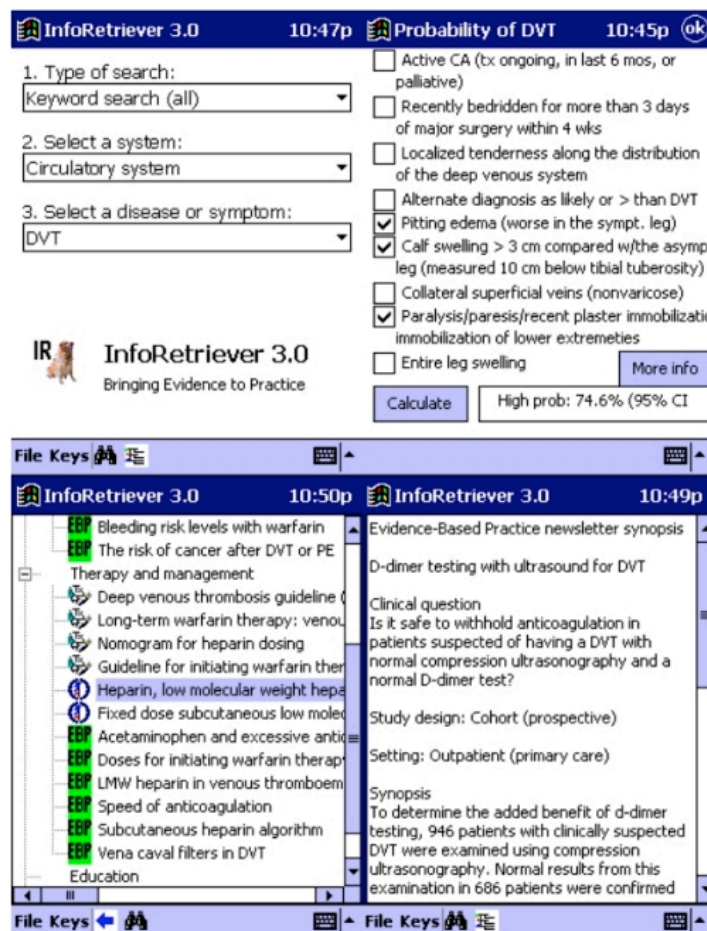 InfoRetriever 3.0 10:47p
1. Type of search:
Keyword search (all)
2. Select a system:
Circulatory system
3. Select a disease or symptom:
DVT
IR InfoRetriever 3.0
Bringing Evidence to Practice
File Keys
Probability of DVT 10:45p ok
Active CA (tx ongoing, in last 6 mos, or
palliative)
Recently bedridden for more than 3 days
of major surgery within 4 wks
Localized tenderness along the distribution
of the deep venous system
Alternate diagnosis as likely or > than DVT
Pitting edema (worse in the sympt. leg)
Calf swelling > 3 cm compared w/the asymp
leg (measured 10 cm below tibial tuberosity)
Collateral superficial veins (nonvaricose)
Paralysis/paresis/recent plaster immobilizatio
immobilization of lower extremeties
Entire leg swelling
More info
Calculate High prob: 74.6% (95% CI
InfoRetriever 3.0 10:50p
EBP Bleeding risk levels with warfarin
EBP The risk of cancer after DVT or PE
Therapy and management
Deep venous thrombosis guideline (
Long-term warfarin therapy: venou
Nomogram for heparin dosing
Guideline for initiating warfarin ther
Heparin, low molecular weight hepa
Fixed dose subcutaneous low molec
EBP Acetaminophen and excessive antic
EBP Doses for initiating warfarin therap
EBP LMW heparin in venous thromboem
EBP Speed of anticoagulation
EBP Subcutaneous heparin algorithm
EBP Vena caval filters in DVT
Education
File Keys
InfoRetriever 3.0 10:49p
Evidence-Based Practice newsletter synopsis
D-dimer testing with ultrasound for DVT
Clinical question
Is it safe to withhold anticoagulation in
patients suspected of having a DVT with
normal compression ultrasonography and a
normal D-dimer test?
Study design: Cohort (prospective)
Setting: Outpatient (primary care)
Synopsis
To determine the added benefit of d-dimer
testing, 946 patients with clinically suspected
DVT were examined using compression
ultrasonography. Normal results from this
examination in 686 patients were confirmed
File Keys